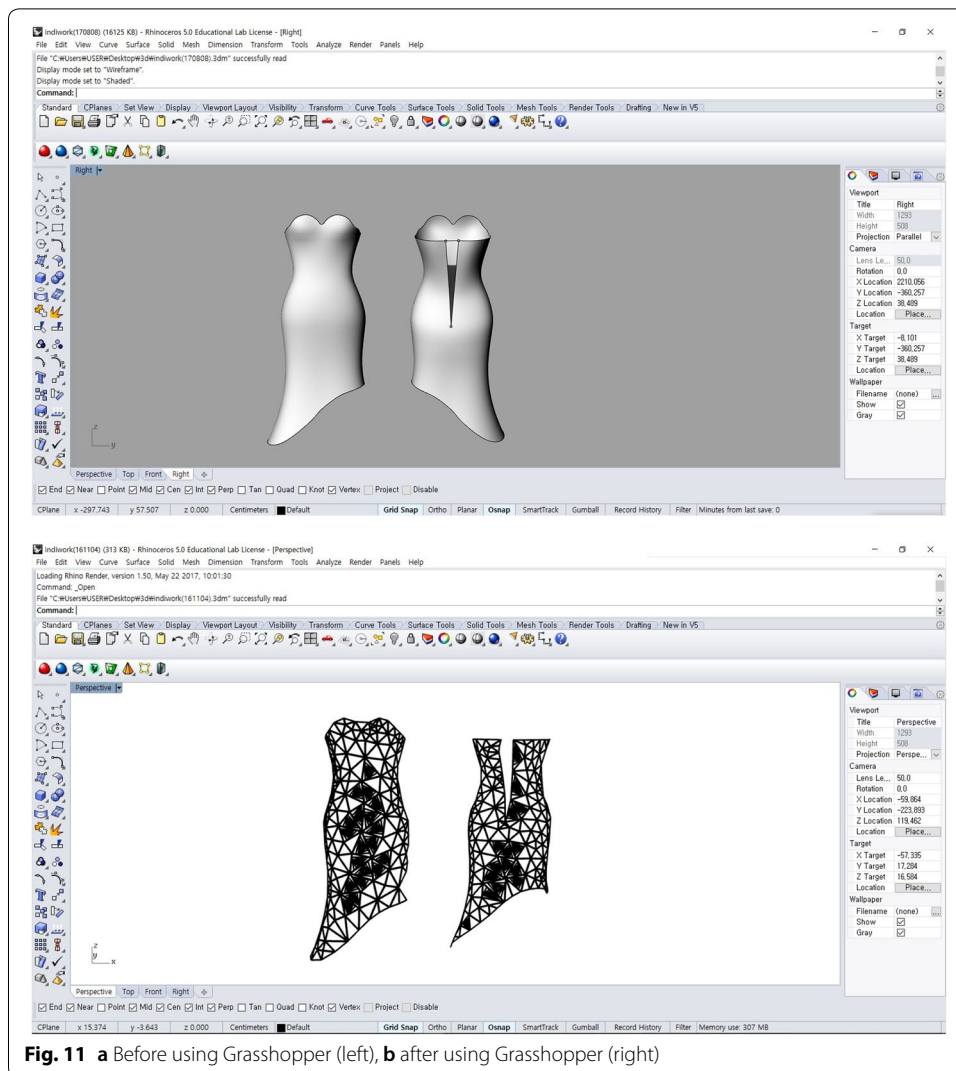 indiwork(170808) (16125 KB) - Rhinoceros 5.0 Educational Lab License - [Right]
File Edit View Curve Surface Solid Mesh Dimension Transform Tools Analyze Render Panels Help
File "C:₩Users₩USER₩Desktop₩3d₩indiwork(170808).3dm" successfully read
Display mode set to "Wireframe".
Display mode set to "Shaded".
Command:
Standard CPlanes Set View Display Viewport Layout Visibility Transform Curve Tools Surface Tools Solid Tools Mesh Tools Render Tools Drafting New in V5
Right
Viewport
Title Right
Width 1293
Height 508
Projection Parallel
Camera
Lens Le... 50,0
Rotation 0,0
X Location 2210,056
Y Location -360,257
Z Location 38,489
Location Place...
Target
X Target -8,101
Y Target -360,257
Z Target 38,489
Location Place...
Wallpaper
Filename (none) ...
Show
Gray
z
y
Perspective Top Front Right
End Near Point Mid Cen Int Perp Tan Quad Knot Vertex Project Disable
CPlane x -297.743 y 57.507 z 0.000 Centimeters Default Grid Snap Ortho Planar Osnap SmartTrack Gumball Record History Filter Minutes from last save: 0
indiwork(161104) (313 KB) - Rhinoceros 5.0 Educational Lab License - [Perspective]
File Edit View Curve Surface Solid Mesh Dimension Transform Tools Analyze Render Panels Help
Loading Rhino Render, version 1.50, May 22 2017, 10:01:30
Command: _Open
File "C:₩Users₩USER₩Desktop₩3d₩indiwork(161104).3dm" successfully read
Command:
Standard CPlanes Set View Display Viewport Layout Visibility Transform Curve Tools Surface Tools Solid Tools Mesh Tools Render Tools Drafting New in V5
Perspective
Viewport
Title Perspective
Width 1293
Height 508
Projection Perspe...
Camera
Lens Le... 50,0
Rotation 0,0
X Location -59,864
Y Location -223,893
Z Location 119,462
Location Place...
Target
X Target -57,335
Y Target 17,284
Z Target 16,584
Location Place...
Wallpaper
Filename (none) ...
Show
Gray
z
y
x
Perspective Top Front Right
End Near Point Mid Cen Int Perp Tan Quad Knot Vertex Project Disable
CPlane x 15.374 y -3.643 z 0.000 Centimeters Default Grid Snap Ortho Planar Osnap SmartTrack Gumball Record History Filter Memory use: 307 MB
Fig. 11 a Before using Grasshopper (left), b after using Grasshopper (right)